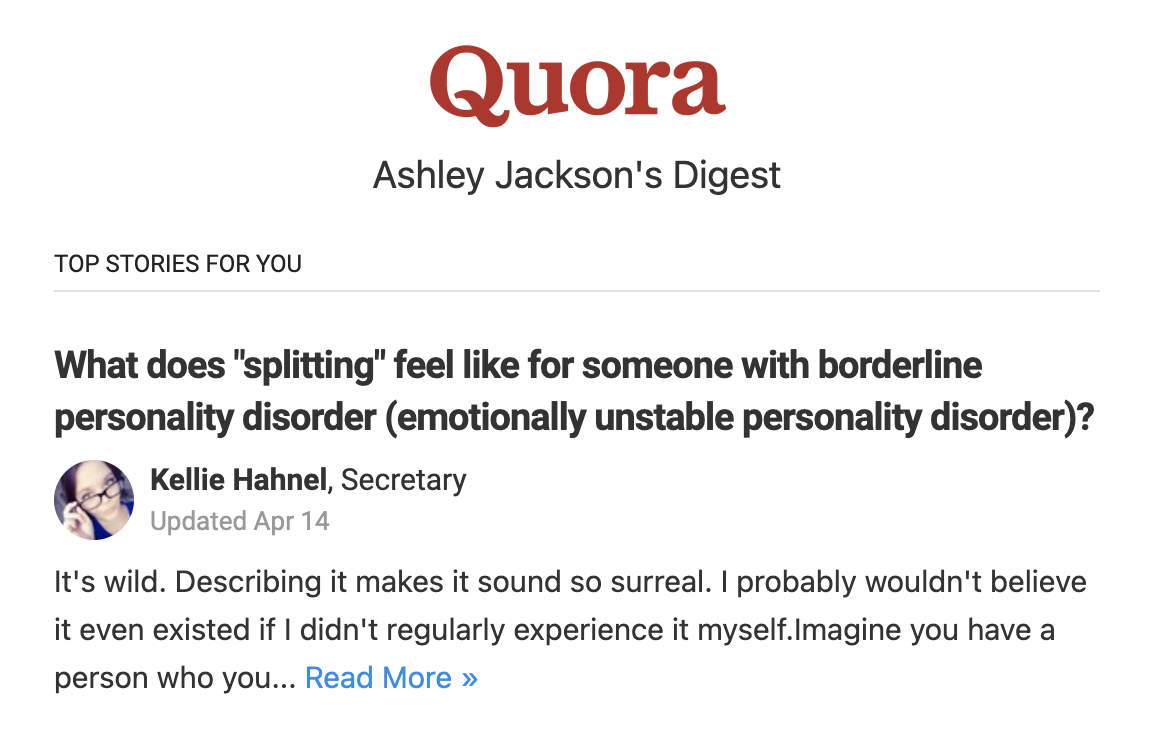 Quora
Ashley Jackson's Digest
TOP STORIES FOR YOU
What does "splitting" feel like for someone with borderline
personality disorder (emotionally unstable personality disorder)?
Kellie Hahnel, Secretary
Updated Apr 14
It's wild. Describing it makes it sound so surreal. I probably wouldn't believe
it even existed if I didn't regularly experience it myself.Imagine you have a
person who you... Read More »